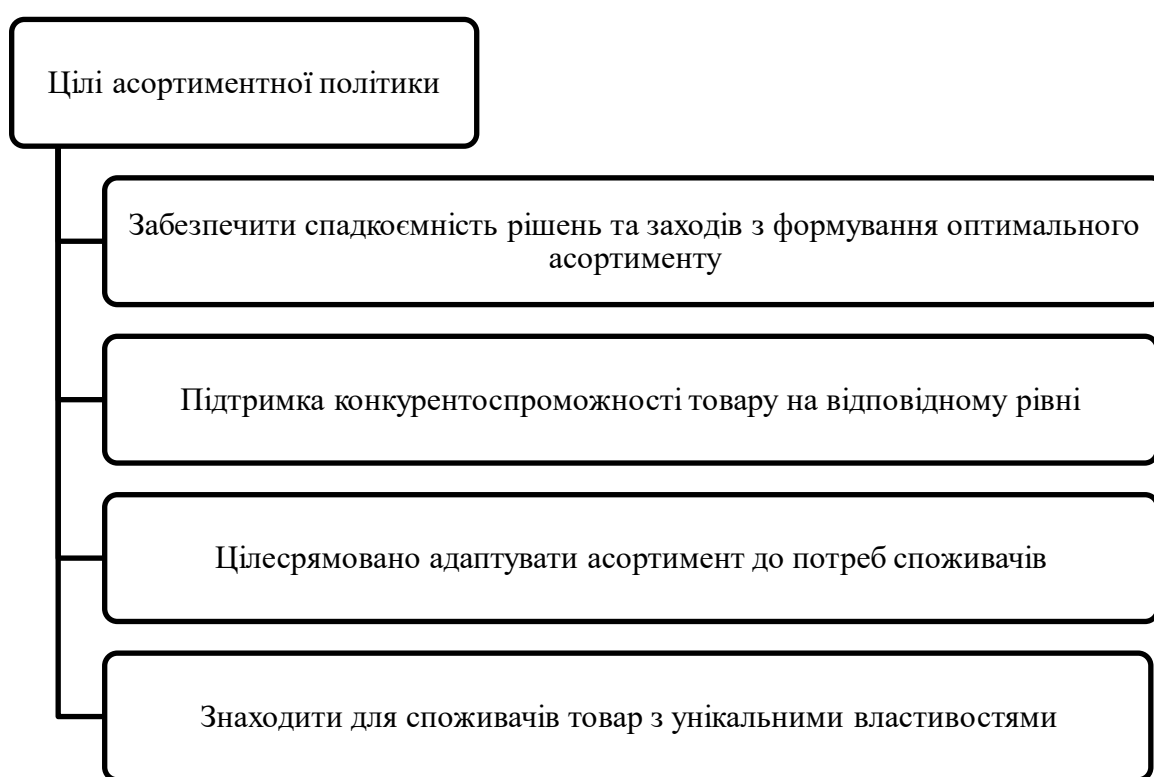 Цілі асортиментної політики
Забезпечити спадкоємність рішень та заходів з формування оптимального
асортименту
Підтримка конкурентоспроможності товару на відповідному рівні
Цілесрямовано адаптувати асортимент до потреб споживачів
Знаходити для споживачів товар з унікальними властивостями